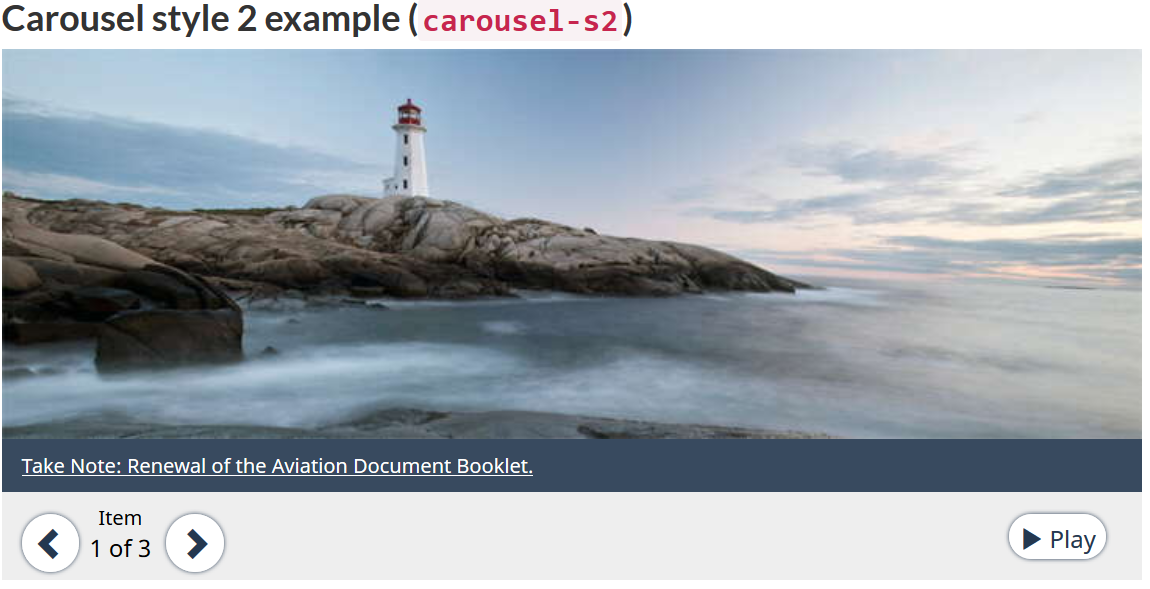 Carousel style 2 example (carousel-s2)
Take Note: Renewal of the Aviation Document Booklet.
Item
1 of 3
Play